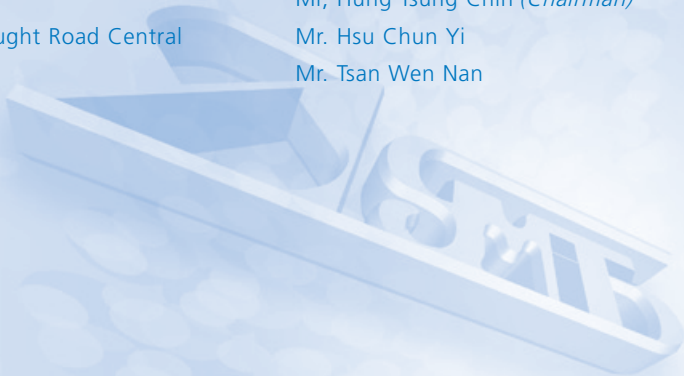 ught Road Central
Mr, Hung Tsung Chin (Chairman)
Mr. Hsu Chun Yi
Mr. Tsan Wen Nan